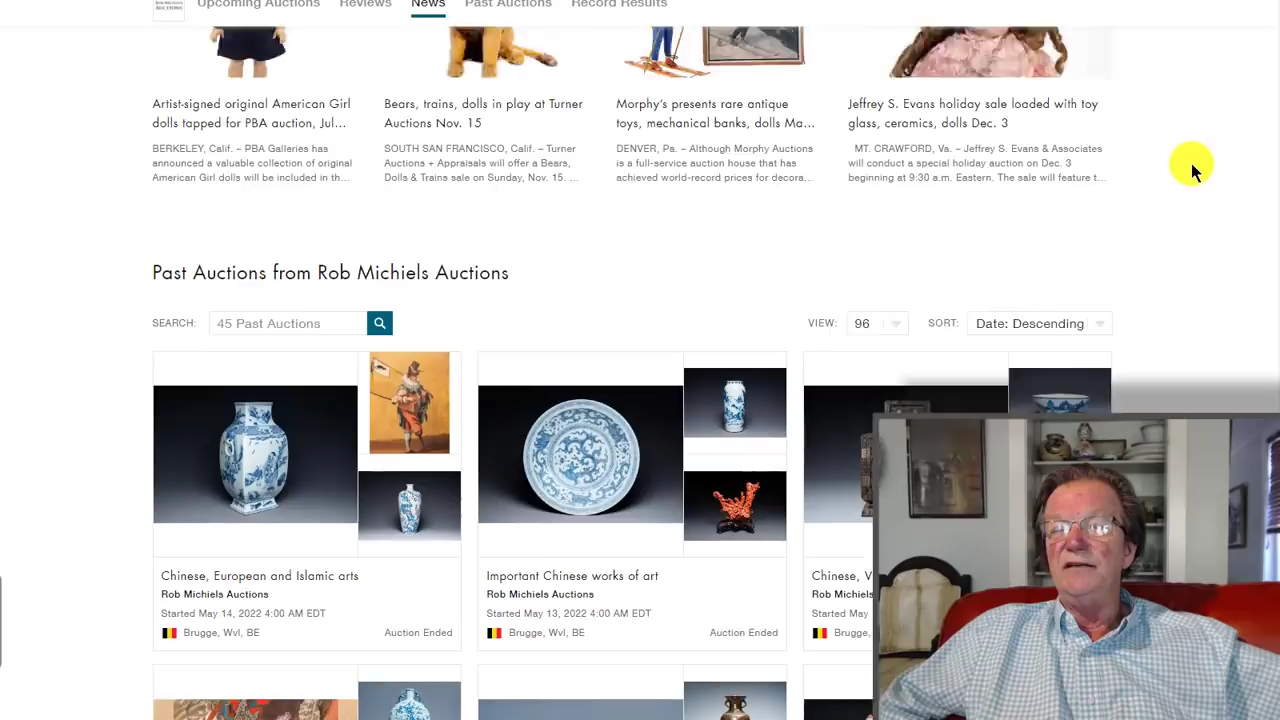 Upcoming Auctions Reviews News Past Auctions Record Results
Artist-signed original American Girl
dolls tapped for PBA auction, Jul...
BERKELEY, Calif. – PBA Galleries has
announced a valuable collection of original
American Girl dolls will be included in th...
Bears, trains, dolls in play at Turner
Auctions Nov. 15
SOUTH SAN FRANCISCO, Calif. – Turner
Auctions + Appraisals will offer a Bears,
Dolls & Trains sale on Sunday, Nov. 15. ...
Morphy's presents rare antique
toys, mechanical banks, dolls Ma...
DENVER, Pa. – Although Morphy Auctions
is a full-service auction house that has
achieved world-record prices for decora...
Jeffrey S. Evans holiday sale loaded with toy
glass, ceramics, dolls Dec. 3
MT. CRAWFORD, Va. – Jeffrey S. Evans & Associates
will conduct a special holiday auction on Dec. 3
beginning at 9:30 a.m. Eastern. The sale will feature t...
Past Auctions from Rob Michiels Auctions
SEARCH: 45 Past Auctions VIEW: 96 SORT: Date: Descending
Chinese, European and Islamic arts
Rob Michiels Auctions
Started May 14, 2022 4:00 AM EDT
Brugge, Wvl, BE Auction Ended
Important Chinese works of art
Rob Michiels Auctions
Started May 13, 2022 4:00 AM EDT
Brugge, Wvl, BE Auction Ended
Chinese, V
Rob Michiels
Started May
Brugge,